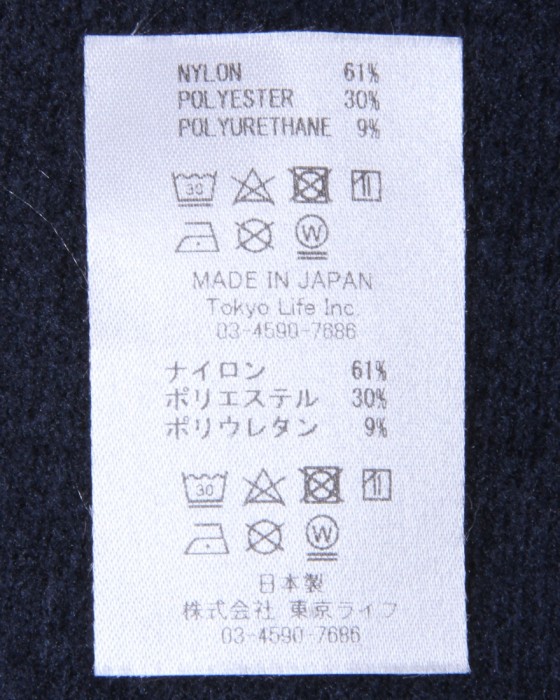 NYLON 61%
POLYESTER 30%
POLYURETHANE 9%
30
W
MADE IN JAPAN
Tokyo Life Inc.
03-4590-7686
ナイロン 61%
ポリエステル 30%
ポリウレタン 9%
30
W
日本製
株式会社 東京ライフ
03-4590-7686